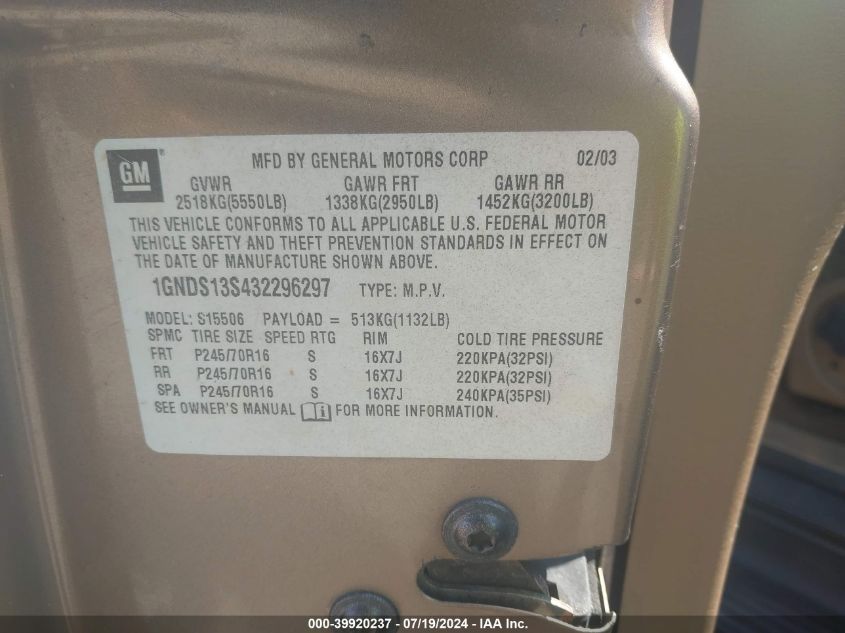 GM MFD BY GENERAL MOTORS CORP 02/03
GVWR GAWR FRT GAWR RR
2518KG(5550LB) 1338KG(2950LB) 1452KG(3200LB)
THIS VEHICLE CONFORMS TO ALL APPLICABLE U.S. FEDERAL MOTOR
VEHICLE SAFETY AND THEFT PREVENTION STANDARDS IN EFFECT ON
THE DATE OF MANUFACTURE SHOWN ABOVE.
1GNDS13S432296297 TYPE: M.P.V.
MODEL: S15506 PAYLOAD = 513KG(1132LB)
SPMC TIRE SIZE SPEED RTG RIM COLD TIRE PRESSURE
FRT P245/70R16 S 16X7J 220KPA(32PSI)
RR P245/70R16 S 16X7J 220KPA(32PSI)
SPA P245/70R16 S 16X7J 240KPA(35PSI)
SEE OWNER'S MANUAL i FOR MORE INFORMATION.
000-39920237 - 07/19/2024 - IAA Inc.